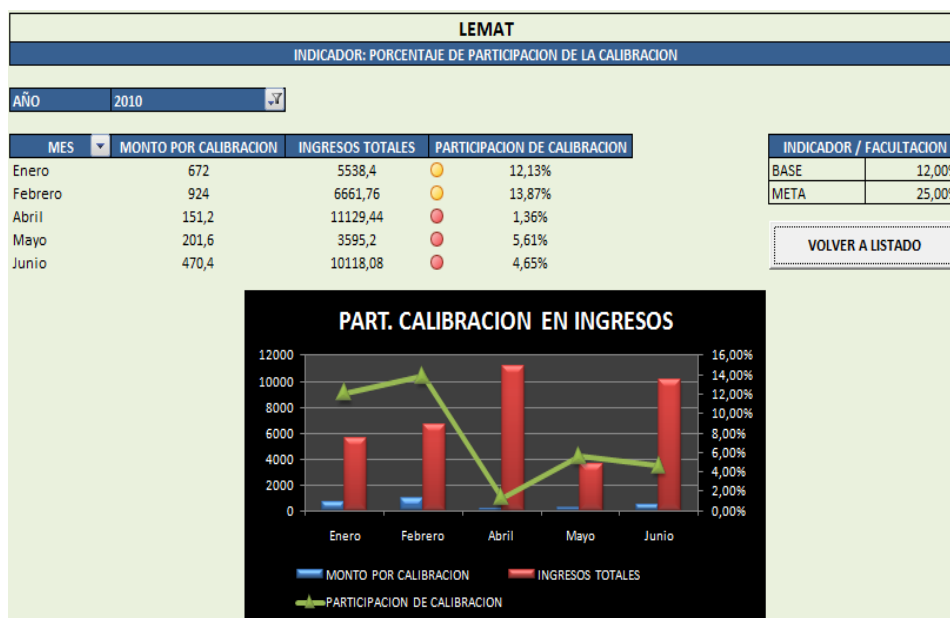 LEMAT
INDICADOR: PORCENTAJE DE PARTICIPACION DE LA CALIBRACION
AÑO 2010
MES MONTO POR CALIBRACION INGRESOS TOTALES PARTICIPACION DE CALIBRACION
Enero 672 5538,4 12,13%
Febrero 924 6661,76 13,87%
Abril 151,2 11129,44 1,36%
Mayo 201,6 3595,2 5,61%
Junio 470,4 10118,08 4,65%
INDICADOR / FACULTACION
BASE 12,00%
META 25,00%
VOLVER A LISTADO
PART. CALIBRACION EN INGRESOS
12000 16,00%
10000 14,00%
8000 12,00%
6000 10,00%
4000 8,00%
2000 6,00%
0 4,00%
2,00%
0,00%
Enero Febrero Abril Mayo Junio
MONTO POR CALIBRACION INGRESOS TOTALES
PARTICIPACION DE CALIBRACION